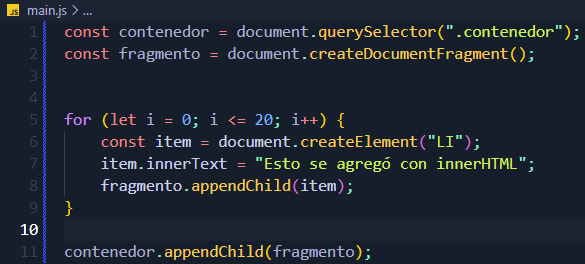 JS main.js > ...
1 const contenedor = document.querySelector(".contenedor");
2 const fragmento = document.createDocumentFragment();
3
4
5 for (let i = 0; i <= 20; i++) {
6 const item = document.createElement("LI");
7 item.innerText = "Esto se agregó con innerHTML";
8 fragmento.appendChild(item);
9 }
10
11 contenedor.appendChild(fragmento);